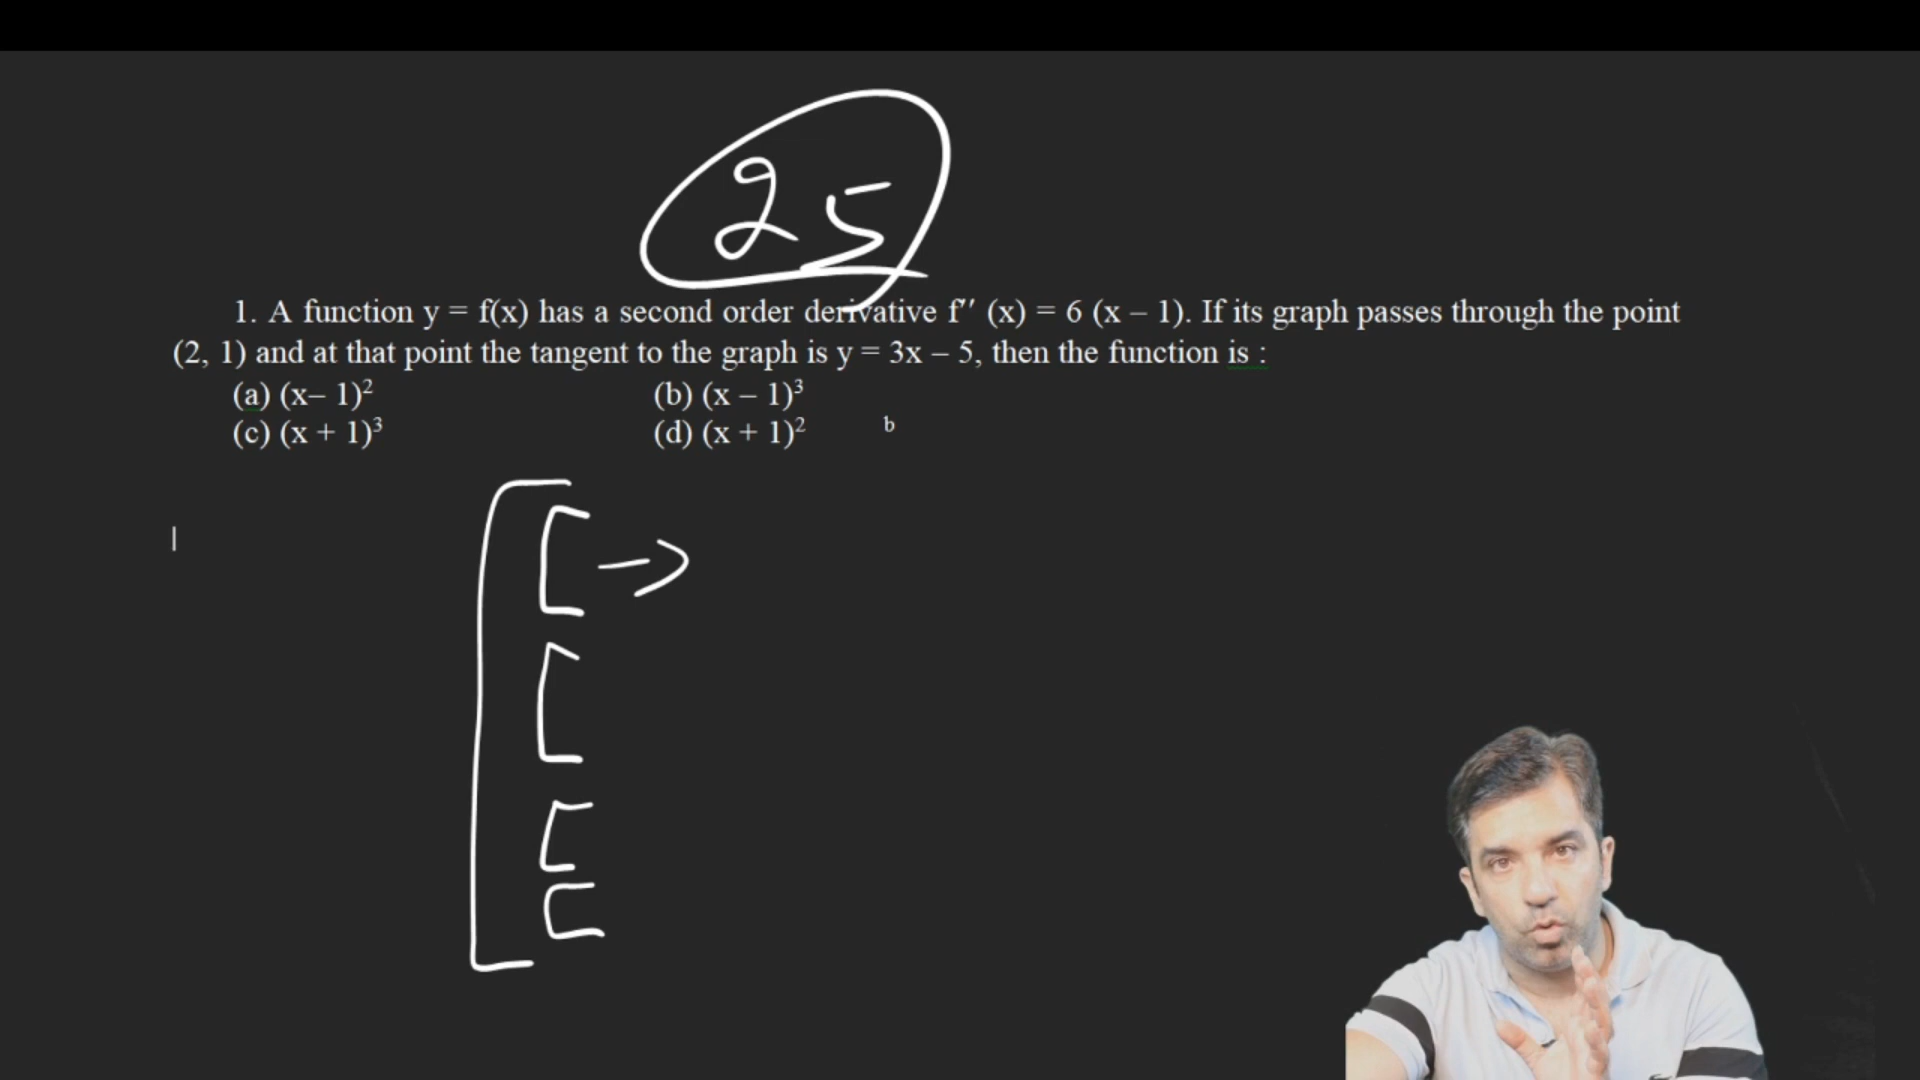 25
1. A function y = f(x) has a second order derivative f″ (x) = 6 (x – 1). If its graph passes through the point
(2, 1) and at that point the tangent to the graph is y = 3x – 5, then the function is :
(a) (x– 1)² (b) (x – 1)³
(c) (x + 1)³ (d) (x + 1)² b